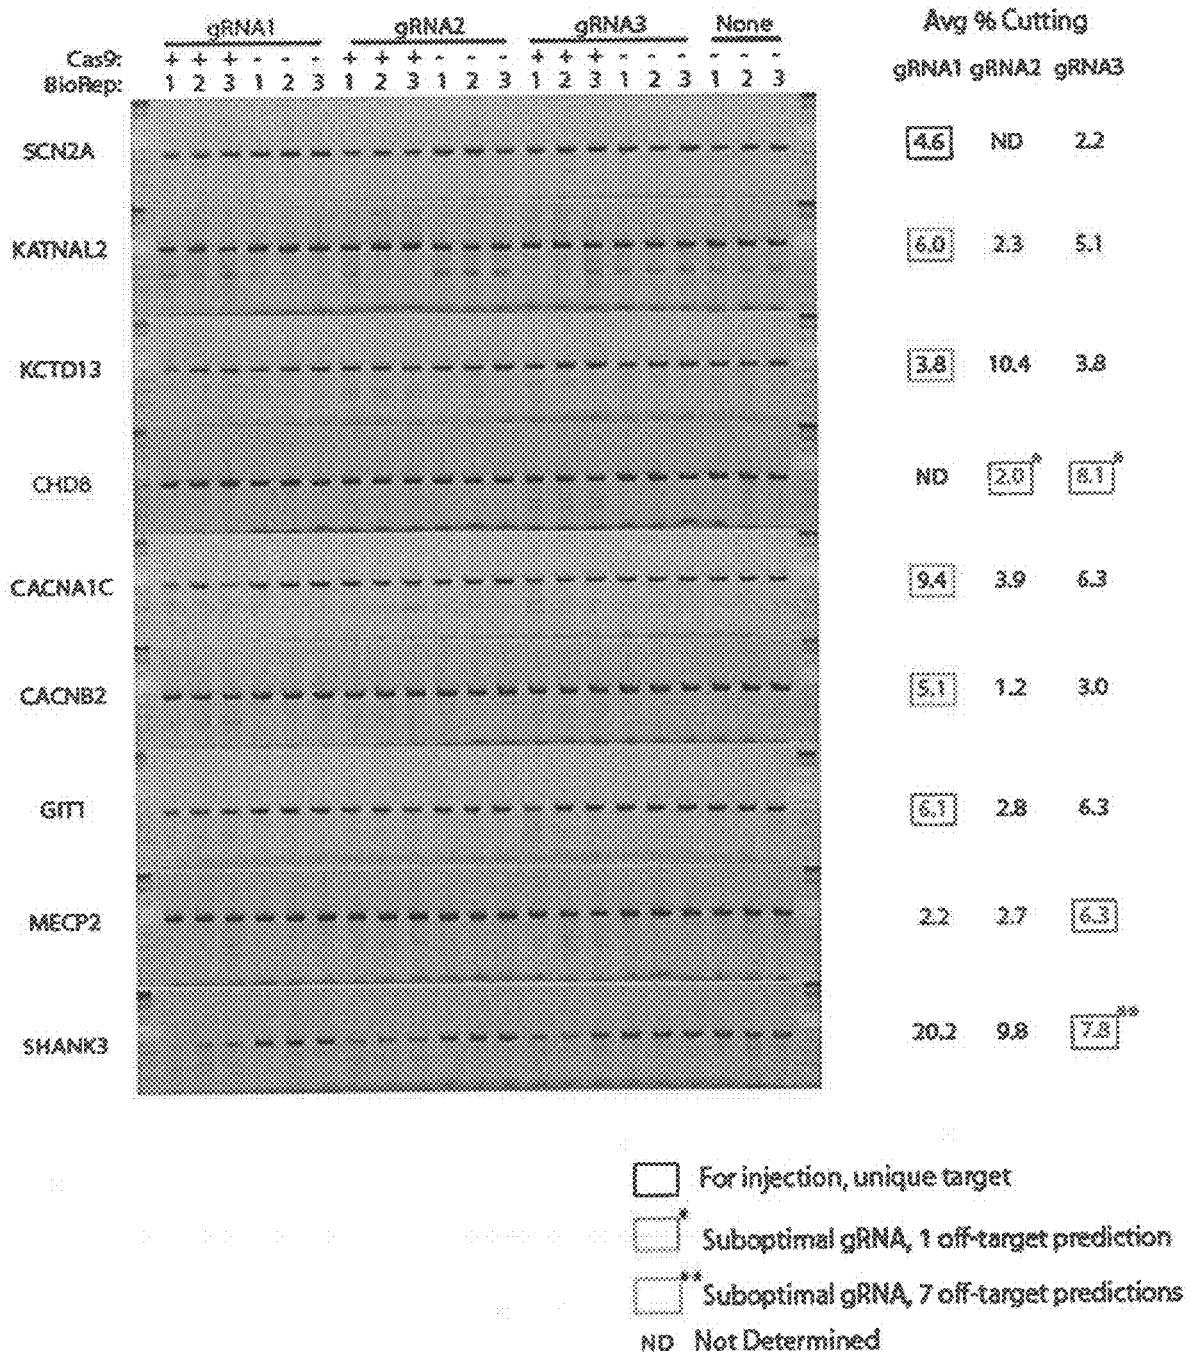 gRNA1 gRNA2 gRNA3 None Avg % Cutting
Cas9: + + + - - - + + + - - - + + + - - - - - -
gRNA1 gRNA2 gRNA3
BioRep: 1 2 3 1 2 3 1 2 3 1 2 3 1 2 3 1 2 3 1 2 3
SCN2A 4.6 ND 2.2
KATNAL2 6.0 2.3 5.1
KCTD13 3.8 10.4 3.8
CHD8 ND 2.0* 8.1*
CACNA1C 9.4 3.9 6.3
CACNB2 5.1 1.2 3.0
GIT1 6.1 2.8 6.3
MECP2 2.2 2.7 6.3
SHANK3 20.2 9.8 7.8**
For injection, unique target
* Suboptimal gRNA, 1 off-target prediction
** Suboptimal gRNA, 7 off-target predictions
ND Not Determined